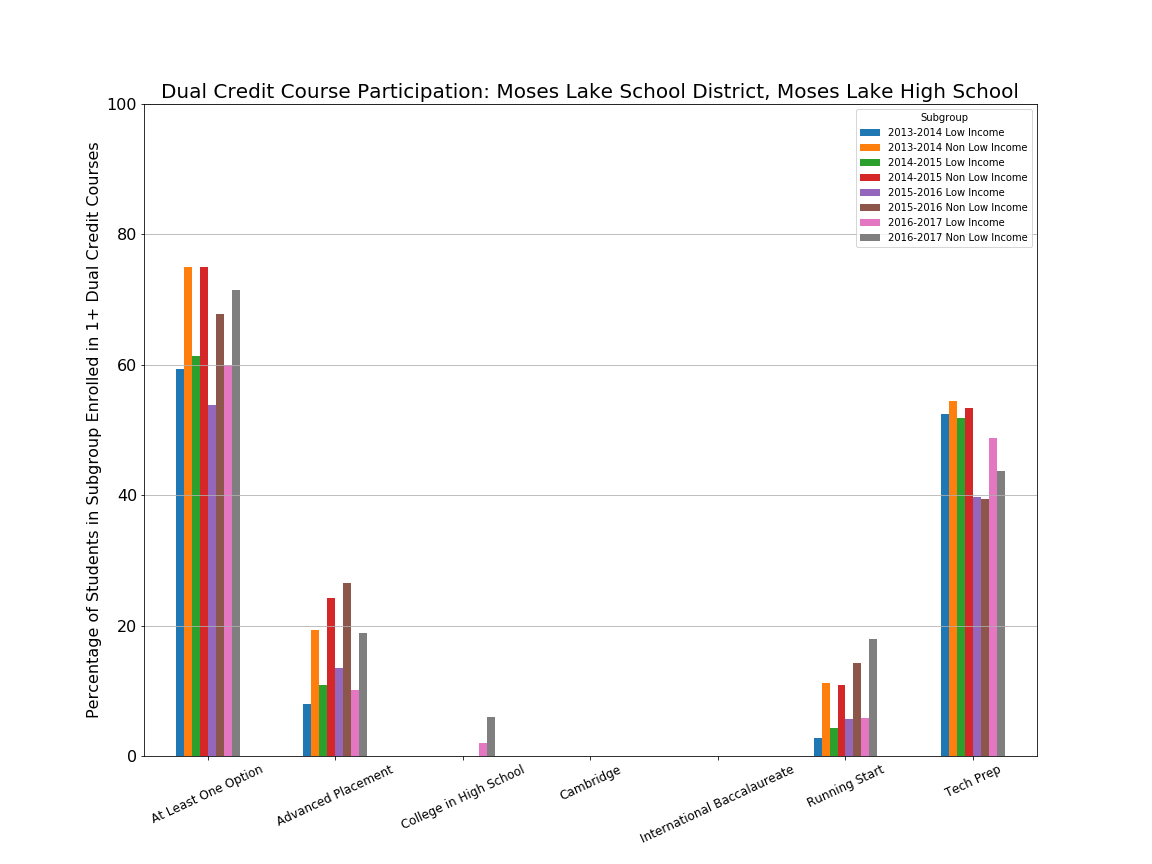 Dual Credit Course Participation: Moses Lake School District, Moses Lake High School
Percentage of Students in Subgroup Enrolled in 1+ Dual Credit Courses
100
80
60
40
20
0
Subgroup
2013-2014 Low Income
2013-2014 Non Low Income
2014-2015 Low Income
2014-2015 Non Low Income
2015-2016 Low Income
2015-2016 Non Low Income
2016-2017 Low Income
2016-2017 Non Low Income
At Least One Option
Advanced Placement
College in High School
Cambridge
International Baccalaureate
Running Start
Tech Prep